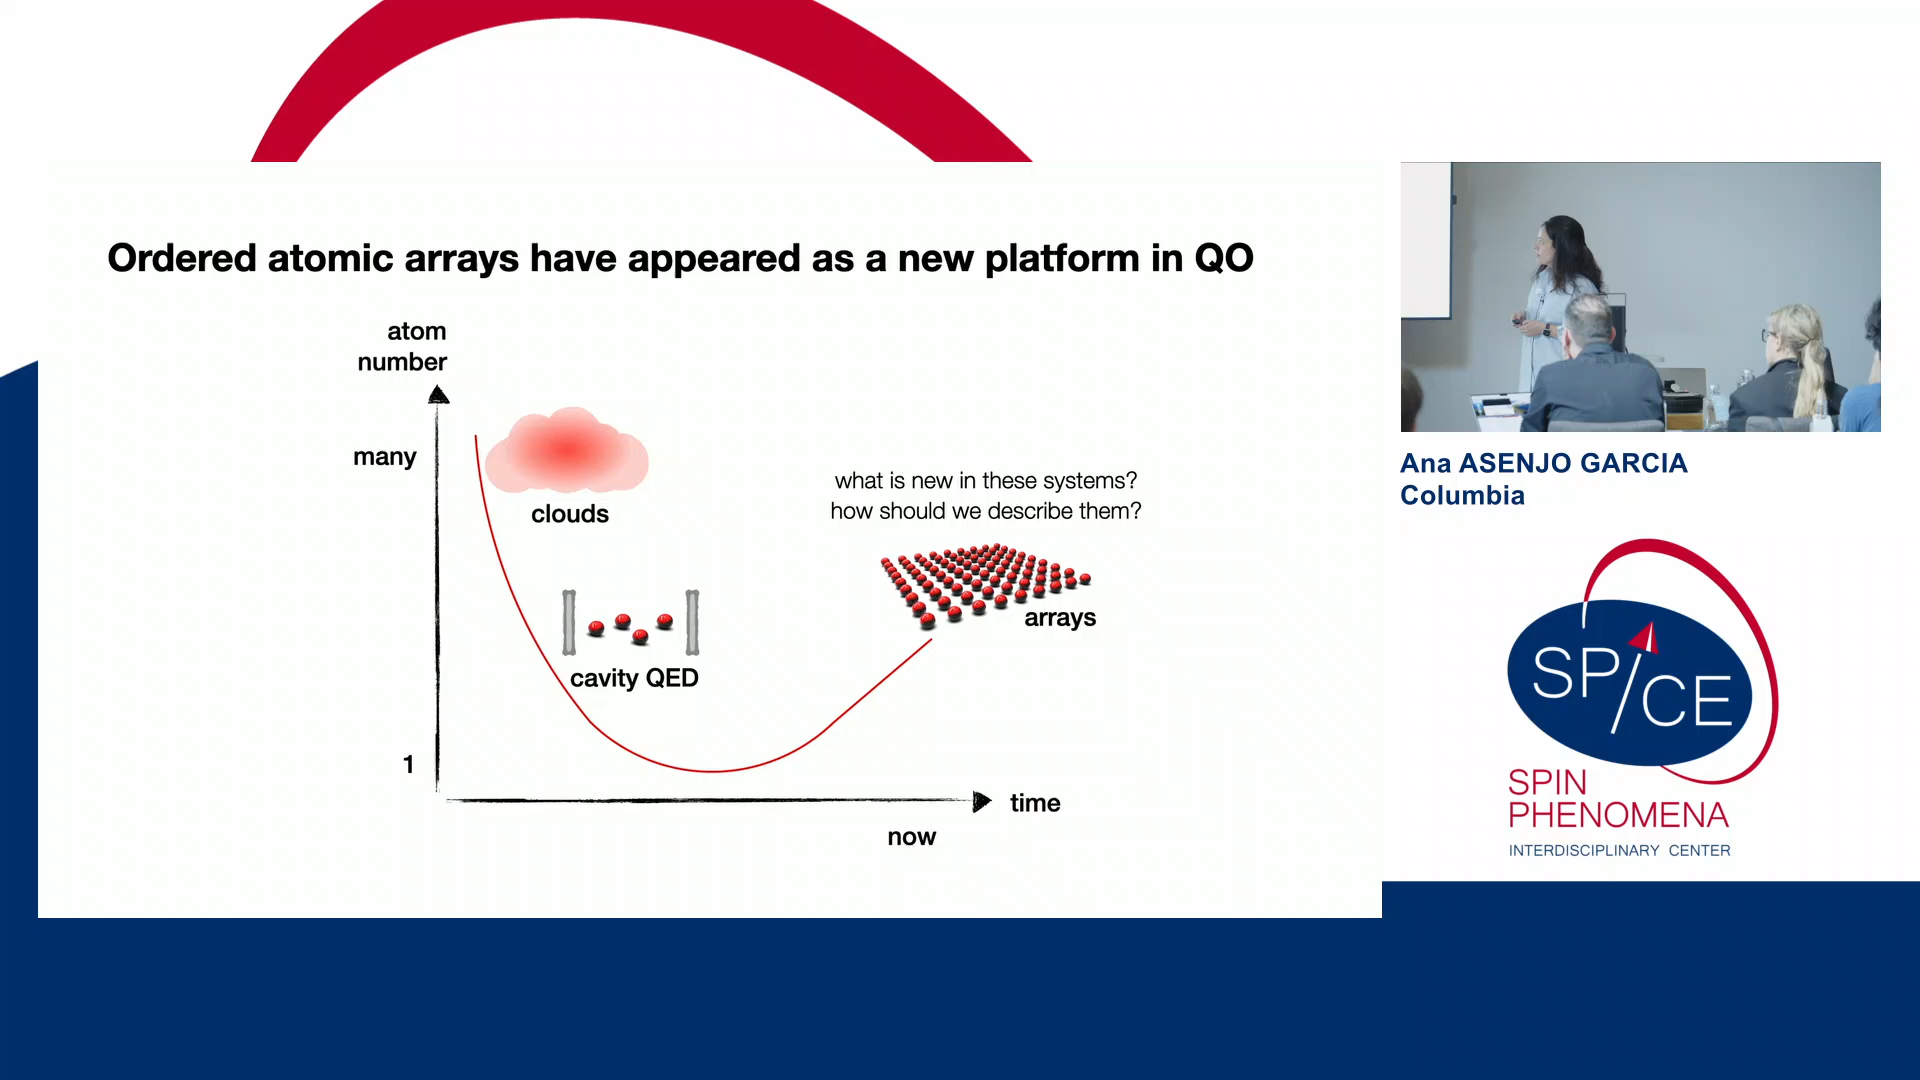 Ordered atomic arrays have appeared as a new platform in QO
atom
number
many
clouds
what is new in these systems?
how should we describe them?
arrays
cavity QED
1
time
now
Ana ASENJO GARCIA
Columbia
SP/CE
SPIN
PHENOMENA
INTERDISCIPLINARY CENTER